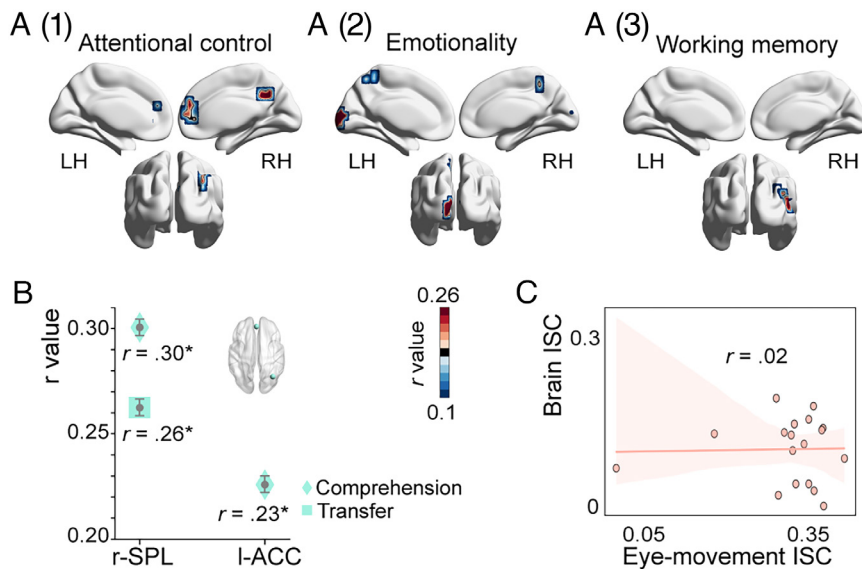 A (1)
Attentional control
A (2)
Emotionality
A (3)
Working memory
LH
RH
LH
RH
LH
RH
B
r value
0.30
0.25
0.20
r = .30*
r = .26*
r = .23*
r-SPL
l-ACC
Comprehension
Transfer
0.26
r value
0.1
C
Brain ISC
0.3
0
r = .02
0.05
0.35
Eye-movement ISC